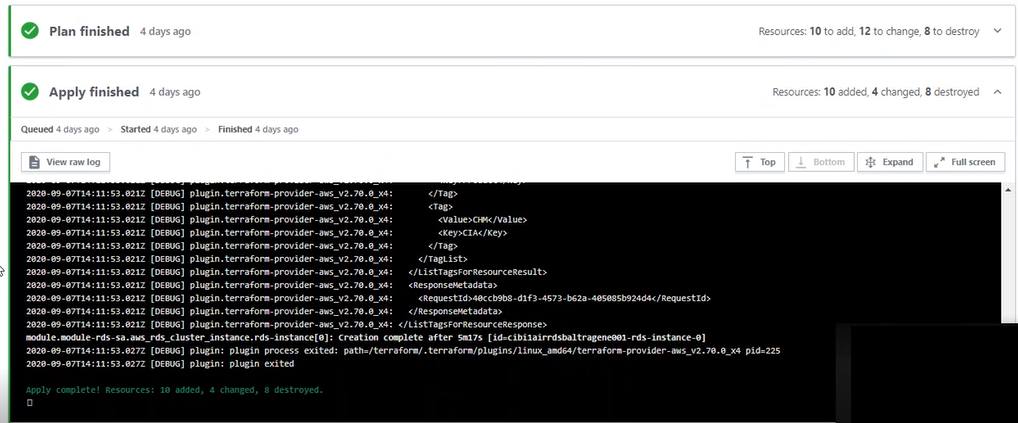 Plan finished 4 days ago Resources: 10 to add, 12 to change, 8 to destroy
Apply finished 4 days ago Resources: 10 added, 4 changed, 8 destroyed
Queued 4 days ago > Started 4 days ago > Finished 4 days ago
View raw log Top Bottom Expand Full screen
2020-09-07T14:11:53.021Z [DEBUG] plugin.terraform-provider-aws_v2.70.0_x4: </Tag>
2020-09-07T14:11:53.021Z [DEBUG] plugin.terraform-provider-aws_v2.70.0_x4: <Tag>
2020-09-07T14:11:53.021Z [DEBUG] plugin.terraform-provider-aws_v2.70.0_x4: <Value>CHM</Value>
2020-09-07T14:11:53.021Z [DEBUG] plugin.terraform-provider-aws_v2.70.0_x4: <Key>CIA</Key>
2020-09-07T14:11:53.021Z [DEBUG] plugin.terraform-provider-aws_v2.70.0_x4: </Tag>
2020-09-07T14:11:53.021Z [DEBUG] plugin.terraform-provider-aws_v2.70.0_x4: </TagList>
2020-09-07T14:11:53.021Z [DEBUG] plugin.terraform-provider-aws_v2.70.0_x4: </ListTagsForResourceResult>
2020-09-07T14:11:53.021Z [DEBUG] plugin.terraform-provider-aws_v2.70.0_x4: <ResponseMetadata>
2020-09-07T14:11:53.021Z [DEBUG] plugin.terraform-provider-aws_v2.70.0_x4: <RequestId>40ccb9b8-d1f3-4573-b62a-405085b924d4</RequestId>
2020-09-07T14:11:53.021Z [DEBUG] plugin.terraform-provider-aws_v2.70.0_x4: </ResponseMetadata>
2020-09-07T14:11:53.021Z [DEBUG] plugin.terraform-provider-aws_v2.70.0_x4: </ListTagsForResourceResponse>
module.module-rds-sa.aws_rds_cluster_instance.rds-instance[0]: Creation complete after 5m17s [id=cibi1airrdsbaltragene001-rds-instance-0]
2020-09-07T14:11:53.027Z [DEBUG] plugin: plugin process exited: path=/terraform/.terraform/plugins/linux_amd64/terraform-provider-aws_v2.70.0_x4 pid=225
2020-09-07T14:11:53.027Z [DEBUG] plugin: plugin exited
Apply complete! Resources: 10 added, 4 changed, 8 destroyed.